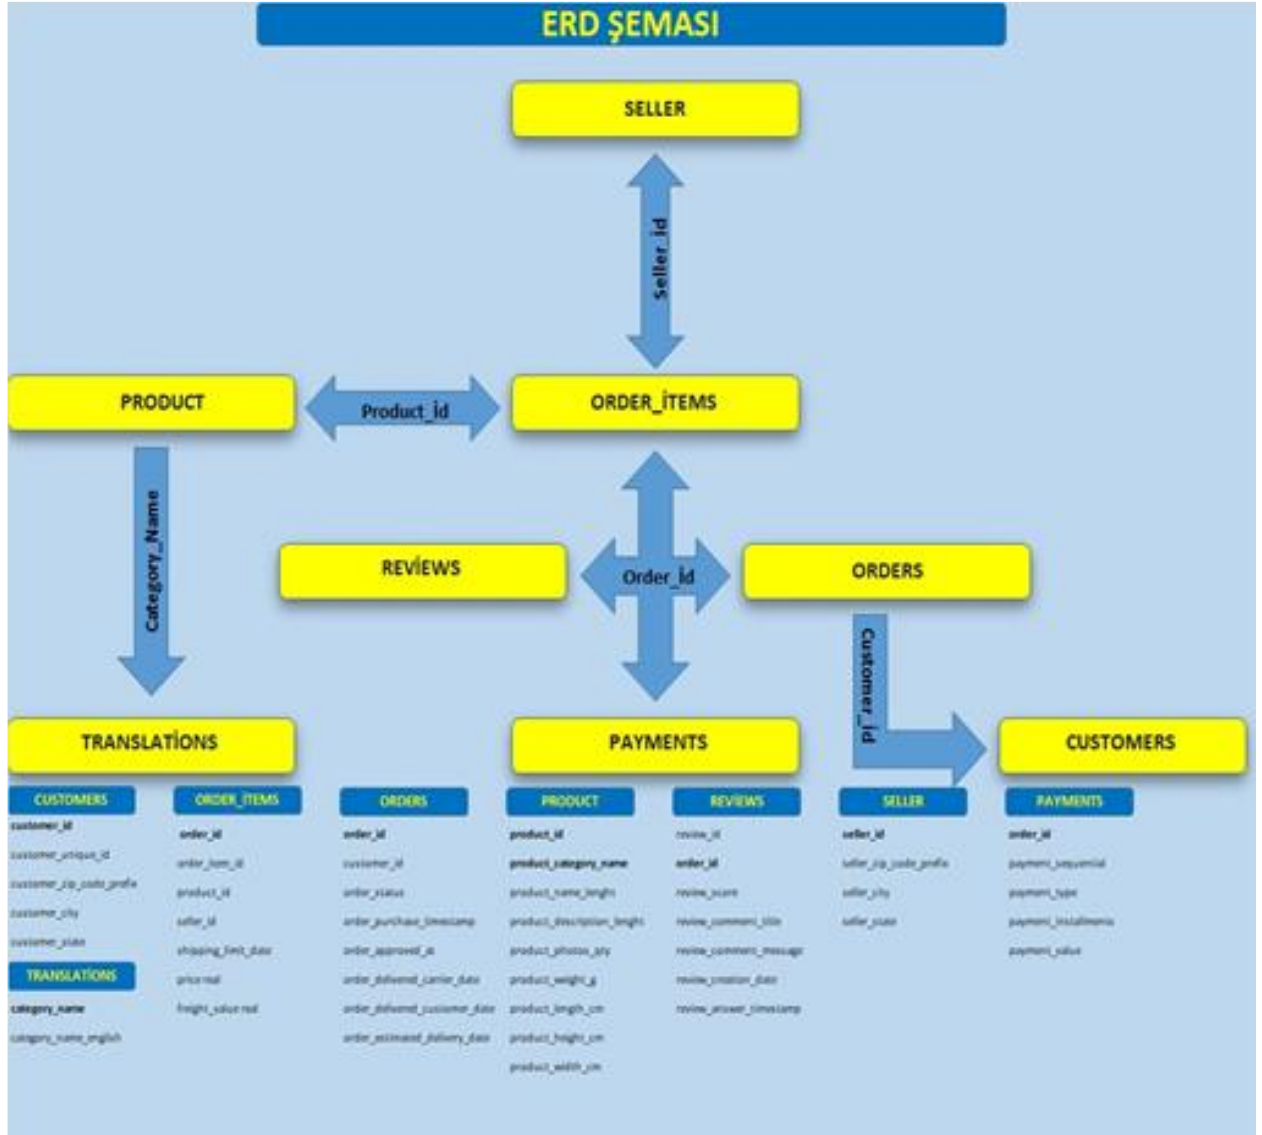 ERD ŞEMASI
SELLER
Seller_id
PRODUCT
Product_İd
ORDER_İTEMS
Category_Name
REVİEWS
Order_İd
ORDERS
Customer_İd
TRANSLATİONS
PAYMENTS
CUSTOMERS
CUSTOMERS
customer_id
customer_unique_id
customer_zip_code_prefix
customer_city
customer_state
TRANSLATİONS
category_name
category_name_english
ORDER_İTEMS
order_id
order_item_id
product_id
seller_id
shipping_limit_date
price real
freight_value real
ORDERS
order_id
customer_id
order_status
order_purchase_timestamp
order_approved_at
order_delivered_carrier_date
order_delivered_customer_date
order_estimated_delivery_date
PRODUCT
product_id
product_category_name
product_name_lenght
product_description_lenght
product_photos_qty
product_weight_g
product_length_cm
product_height_cm
product_width_cm
REVİEWS
review_id
order_id
review_score
review_comment_title
review_comment_message
review_creation_date
review_answer_timestamp
SELLER
seller_id
seller_zip_code_prefix
seller_city
seller_state
PAYMENTS
order_id
payment_sequential
payment_type
payment_installments
payment_value